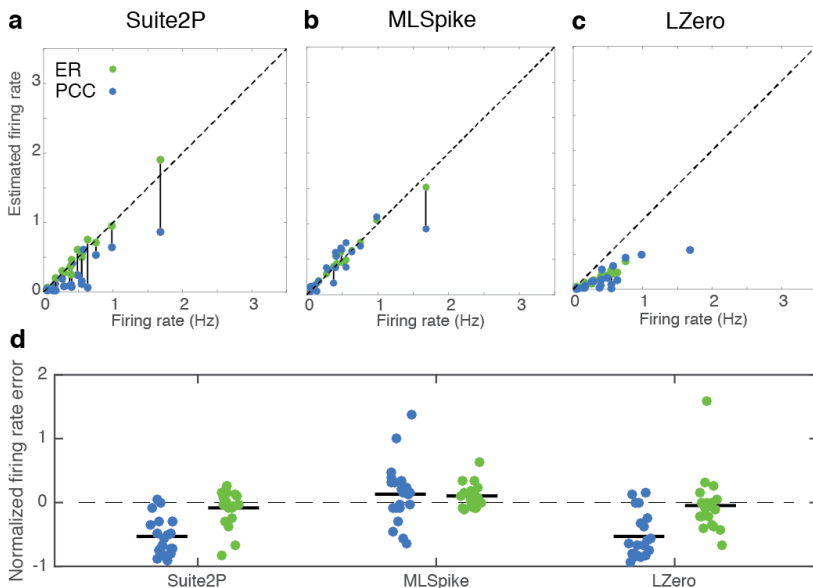 a Suite2P
b MLSpike
c LZero
ER
PCC
Estimated firing rate
3
2
1
0
0 1 2 3
Firing rate (Hz)
0 1 2 3
Firing rate (Hz)
0 1 2 3
Firing rate (Hz)
d
Normalized firing rate error
2
1
0
-1
Suite2P MLSpike LZero